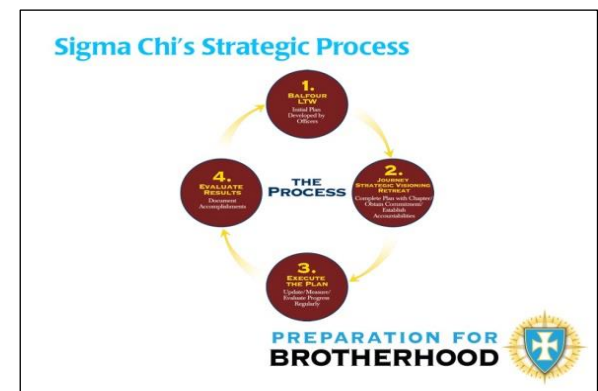 Sigma Chi's Strategic Process
1.
BALFOUR
LTW
Initial Plan
Developed by
Officers
2.
JOURNEY
STRATEGIC VISIONING
RETREAT
Complete Plan with Chapter/
Obtain Commitment/
Establish
Accountabilities
3.
EXECUTE
THE PLAN
Update/Measure/
Evaluate Progress
Regularly
4.
EVALUATE
RESULTS
Document
Accomplishments
THE
PROCESS
PREPARATION FOR
BROTHERHOOD